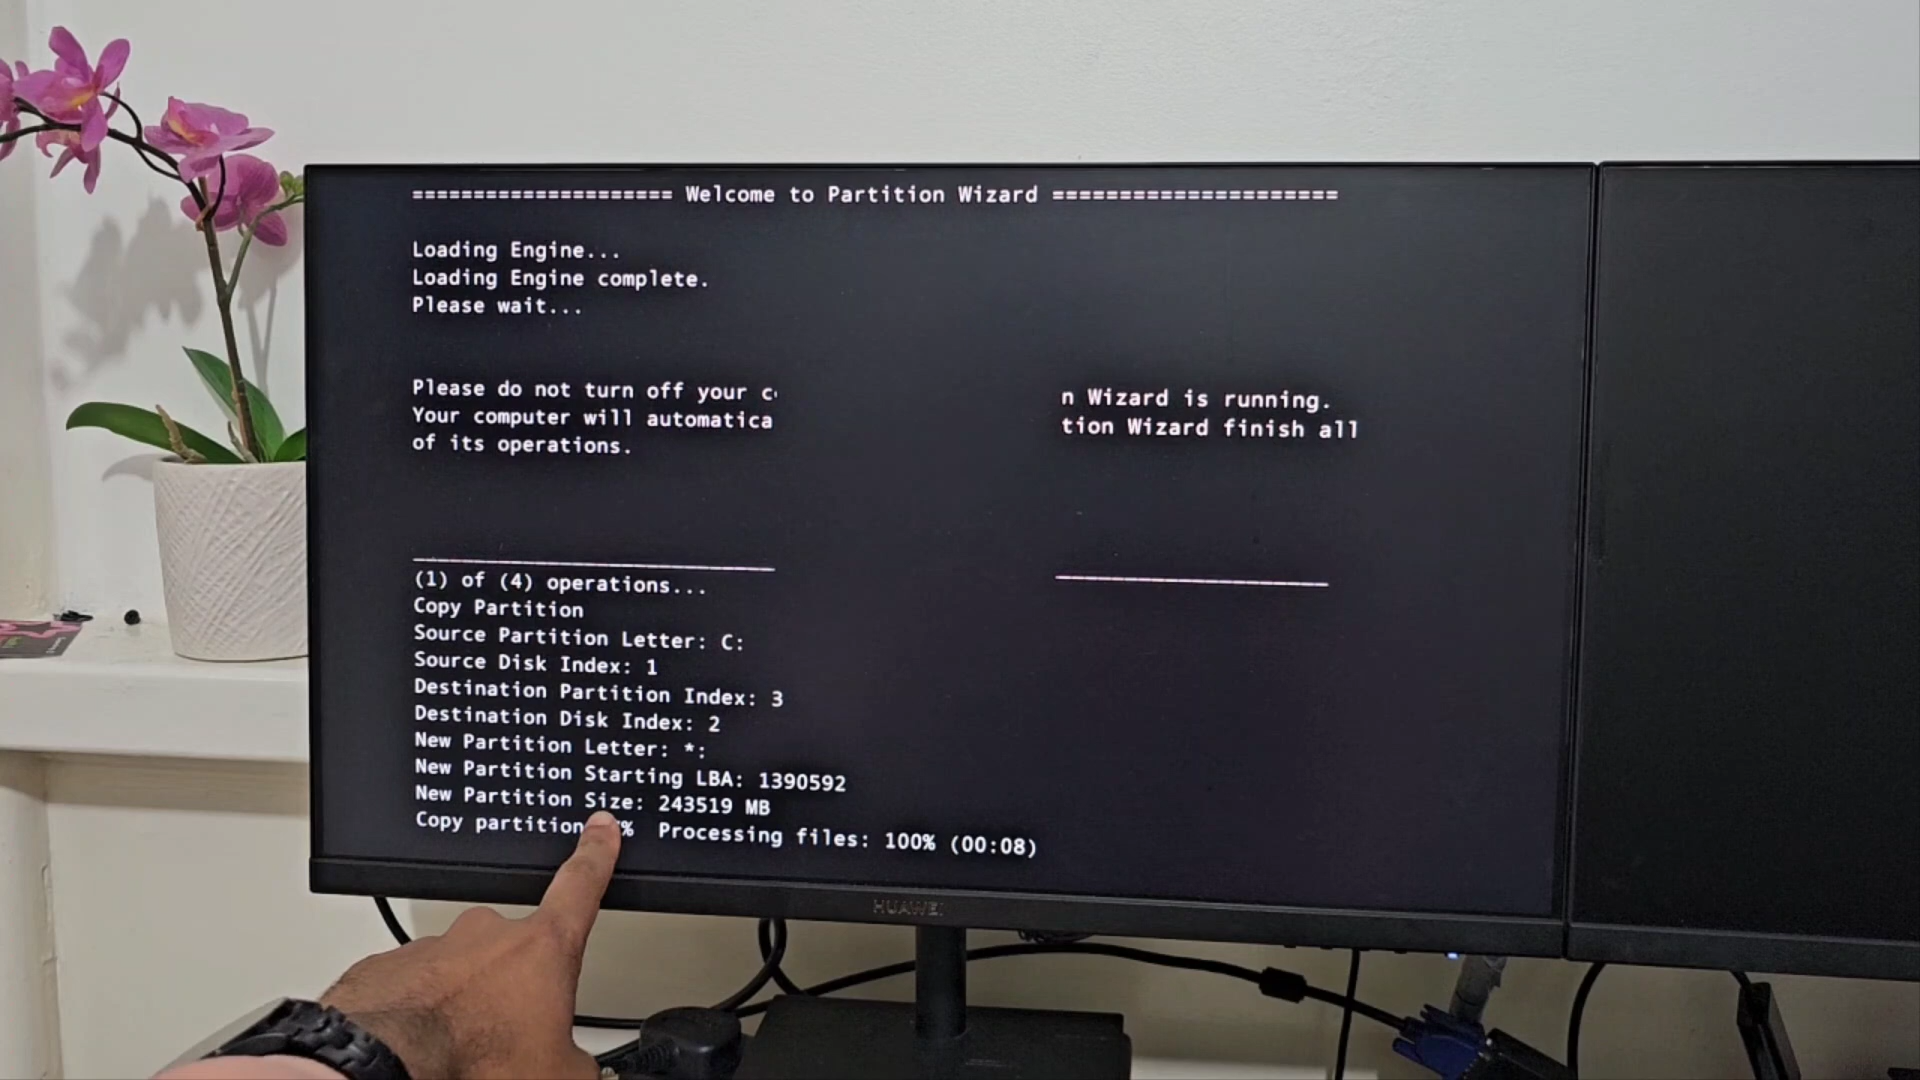 ===================== Welcome to Partition Wizard =======================
Loading Engine...
Loading Engine complete.
Please wait...
Please do not turn off your n Wizard is running.
Your computer will automatica tion Wizard finish all
of its operations.
(1) of (4) operations...
Copy Partition
Source Partition Letter: C:
Source Disk Index: 1
Destination Partition Index: 3
Destination Disk Index: 2
New Partition Letter: *:
New Partition Starting LBA: 1390592
New Partition Size: 243519 MB
Copy partition % Processing files: 100% (00:08)
HUAWEI